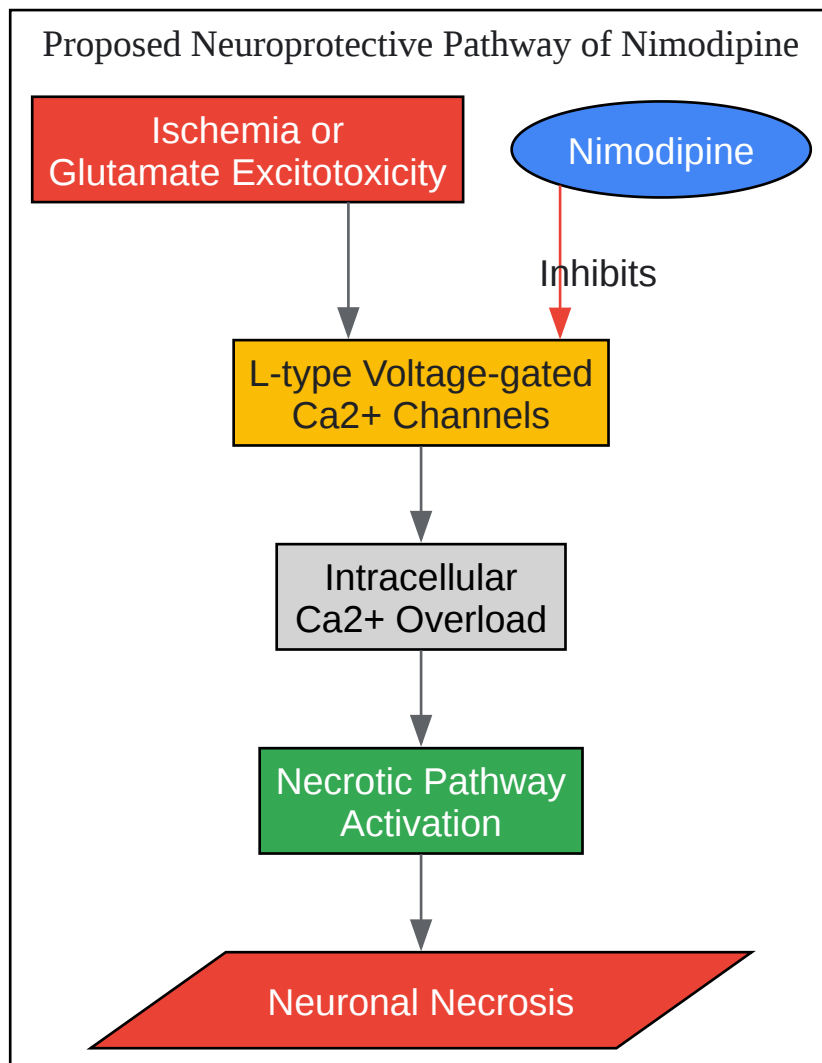 Proposed Neuroprotective Pathway of Nimodipine
Ischemia or
Glutamate Excitotoxicity
Nimodipine
Inhibits
L-type Voltage-gated
Ca2+ Channels
Intracellular
Ca2+ Overload
Necrotic Pathway
Activation
Neuronal Necrosis